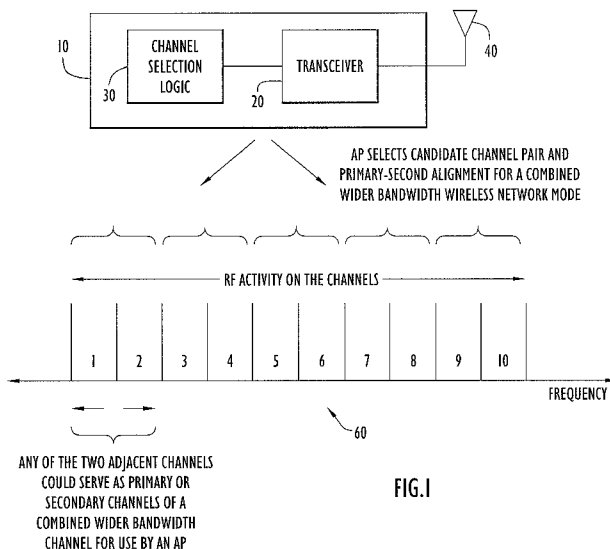 10
CHANNEL
SELECTION
LOGIC
30
TRANSCEIVER
20
40
AP SELECTS CANDIDATE CHANNEL PAIR AND
PRIMARY-SECOND ALIGNMENT FOR A COMBINED
WIDER BANDWIDTH WIRELESS NETWORK MODE
RF ACTIVITY ON THE CHANNELS
1 2 3 4 5 6 7 8 9 10
FREQUENCY
60
ANY OF THE TWO ADJACENT CHANNELS
COULD SERVE AS PRIMARY OR
SECONDARY CHANNELS OF A
COMBINED WIDER BANDWIDTH
CHANNEL FOR USE BY AN AP
FIG.1